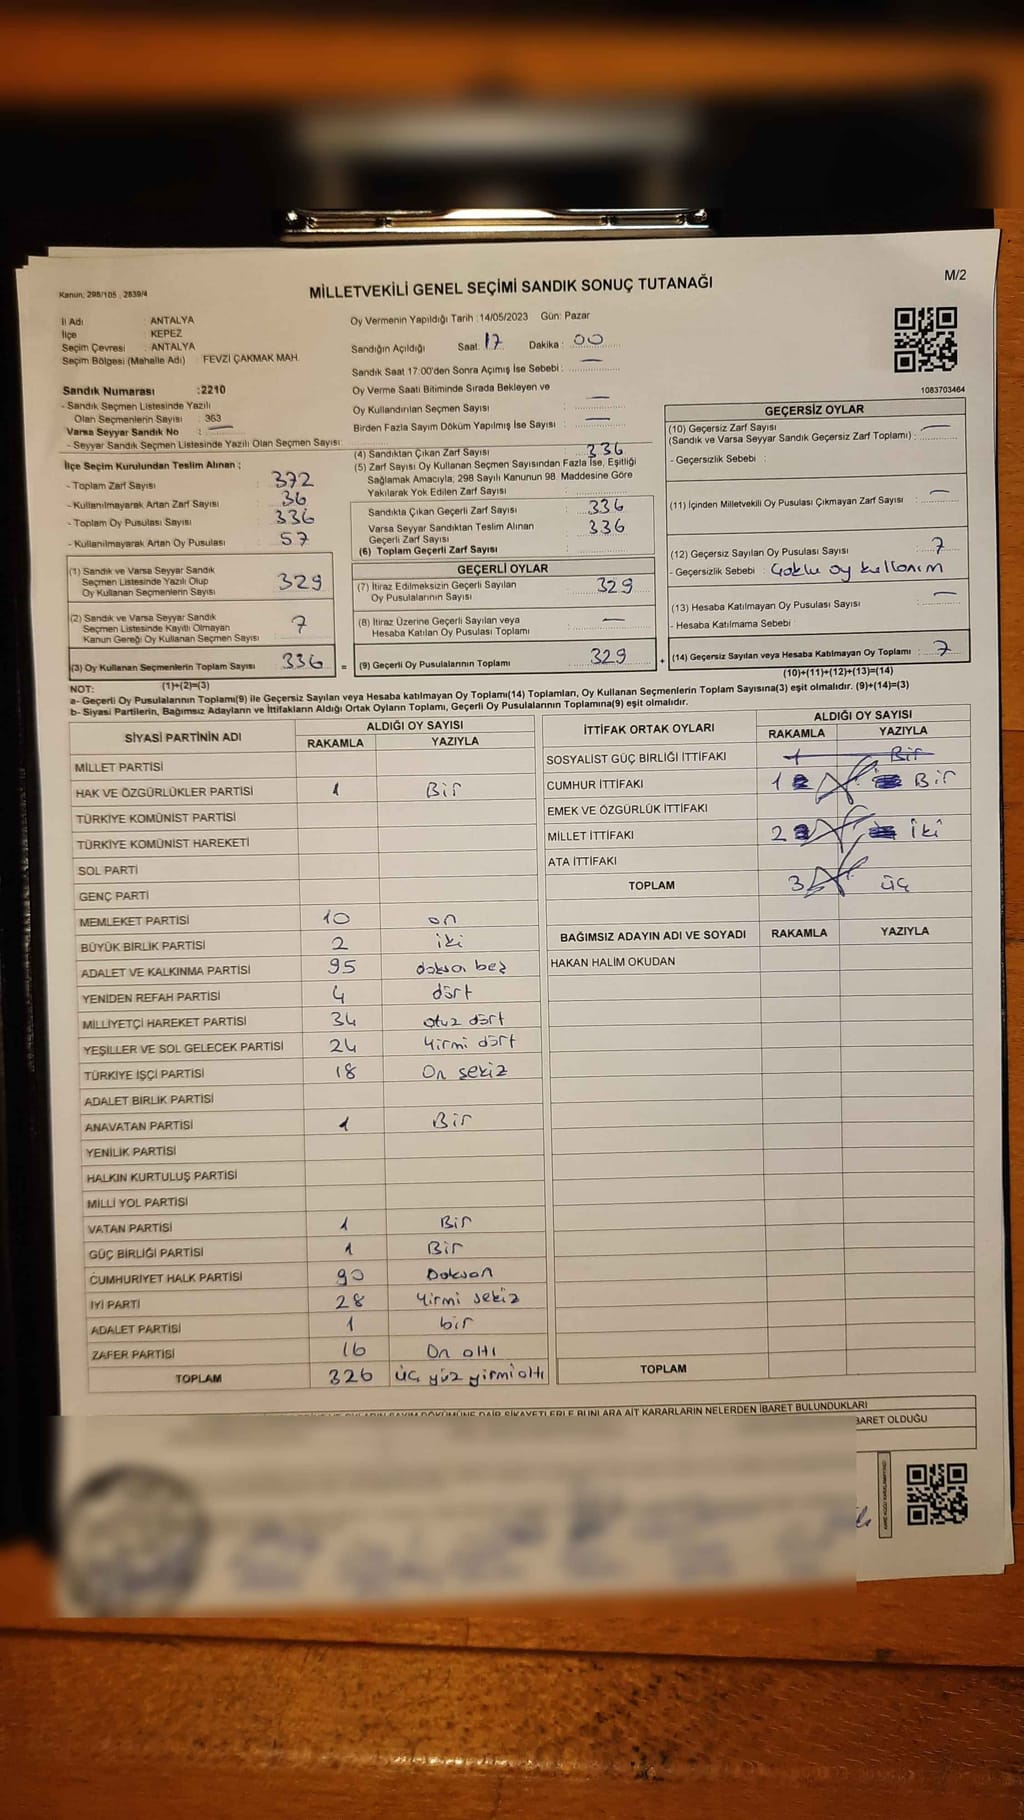 Kanun: 298/105 , 2839/4
MİLLETVEKİLİ GENEL SEÇİMİ SANDIK SONUÇ TUTANAĞI
M/2
İl Adı : ANTALYA
İlçe : KEPEZ
Seçim Çevresi : ANTALYA
Seçim Bölgesi (Mahalle Adı) : FEVZİ ÇAKMAK MAH.
Oy Vermenin Yapıldığı Tarih :14/05/2023 Gün: Pazar
Sandığın Açıldığı Saat: 17 Dakika : 00
Sandık Saat 17:00'den Sonra Açımış İse Sebebi : —
Oy Verme Saati Bitiminde Sırada Bekleyen ve
Oy Kullandırılan Seçmen Sayısı : —
Birden Fazla Sayım Döküm Yapılmış İse Sayısı : —
1083703464
Sandık Numarası :2210
- Sandık Seçmen Listesinde Yazılı
Olan Seçmenlerin Sayısı : 363
Varsa Seyyar Sandık No : —
- Seyyar Sandık Seçmen Listesinde Yazılı Olan Seçmen Sayısı:
İlçe Seçim Kurulundan Teslim Alınan ;
- Toplam Zarf Sayısı : 372
- Kullanılmayarak Artan Zarf Sayısı : 36
- Toplam Oy Pusulası Sayısı : 336
- Kullanılmayarak Artan Oy Pusulası : 57
(1) Sandık ve Varsa Seyyar Sandık
Seçmen Listesinde Yazılı Olup
Oy Kullanan Seçmenlerin Sayısı : 329
(2) Sandık ve Varsa Seyyar Sandık
Seçmen Listesinde Kayıtlı Olmayan
Kanun Gereği Oy Kullanan Seçmen Sayısı : 7
(3) Oy Kullanan Seçmenlerin Toplam Sayısı : 336 =
(1)+(2)=(3)
(4) Sandıktan Çıkan Zarf Sayısı : 336
(5) Zarf Sayısı Oy Kullanan Seçmen Sayısından Fazla İse, Eşitliği
Sağlamak Amacıyla; 298 Sayılı Kanunun 98. Maddesine Göre
Yakılarak Yok Edilen Zarf Sayısı :
Sandıkta Çıkan Geçerli Zarf Sayısı : 336
Varsa Seyyar Sandıktan Teslim Alınan
Geçerli Zarf Sayısı : 336
(6) Toplam Geçerli Zarf Sayısı :
GEÇERLİ OYLAR
(7) İtiraz Edilmeksizin Geçerli Sayılan
Oy Pusulalarının Sayısı : 329
(8) İtiraz Üzerine Geçerli Sayılan veya
Hesaba Katılan Oy Pusulası Toplamı : —
(9) Geçerli Oy Pusulalarının Toplamı : 329 +
GEÇERSİZ OYLAR
(10) Geçersiz Zarf Sayısı
(Sandık ve Varsa Seyyar Sandık Geçersiz Zarf Toplamı) : —
- Geçersizlik Sebebi :
(11) İçinden Milletvekili Oy Pusulası Çıkmayan Zarf Sayısı : —
(12) Geçersiz Sayılan Oy Pusulası Sayısı : 7
- Geçersizlik Sebebi : Çoklu oy kullanım
(13) Hesaba Katılmayan Oy Pusulası Sayısı : —
- Hesaba Katılmama Sebebi :
(14) Geçersiz Sayılan veya Hesaba Katılmayan Oy Toplamı : 7
(10)+(11)+(12)+(13)=(14)
NOT:
a- Geçerli Oy Pusulalarının Toplamı(9) ile Geçersiz Sayılan veya Hesaba katılmayan Oy Toplamı(14) Toplamları, Oy Kullanan Seçmenlerin Toplam Sayısına(3) eşit olmalıdır. (9)+(14)=(3)
b- Siyasi Partilerin, Bağımsız Adayların ve İttifakların Aldığı Ortak Oyların Toplamı, Geçerli Oy Pusulalarının Toplamına(9) eşit olmalıdır.
SİYASİ PARTİNİN ADI ALDIĞI OY SAYISI
RAKAMLA YAZIYLA
MİLLET PARTİSİ
HAK VE ÖZGÜRLÜKLER PARTİSİ 1 Bir
TÜRKİYE KOMÜNİST PARTİSİ
TÜRKİYE KOMÜNİST HAREKETİ
SOL PARTİ
GENÇ PARTİ
MEMLEKET PARTİSİ 10 on
BÜYÜK BİRLİK PARTİSİ 2 iki
ADALET VE KALKINMA PARTİSİ 95 doksan beş
YENİDEN REFAH PARTİSİ 4 dört
MİLLİYETÇİ HAREKET PARTİSİ 34 otuz dört
YEŞİLLER VE SOL GELECEK PARTİSİ 24 Yirmi dört
TÜRKİYE İŞÇİ PARTİSİ 18 On sekiz
ADALET BİRLİK PARTİSİ
ANAVATAN PARTİSİ 1 Bir
YENİLİK PARTİSİ
HALKIN KURTULUŞ PARTİSİ
MİLLİ YOL PARTİSİ
VATAN PARTİSİ 1 Bir
GÜÇ BİRLİĞİ PARTİSİ 1 Bir
CUMHURİYET HALK PARTİSİ 90 Doksan
İYİ PARTİ 28 Yirmi sekiz
ADALET PARTİSİ 1 bir
ZAFER PARTİSİ 16 On altı
TOPLAM 326 üç yüz yirmialtı
İTTİFAK ORTAK OYLARI ALDIĞI OY SAYISI
RAKAMLA YAZIYLA
SOSYALİST GÜÇ BİRLİĞİ İTTİFAKI 1 Bir
CUMHUR İTTİFAKI 1 Bir
EMEK VE ÖZGÜRLÜK İTTİFAKI
MİLLET İTTİFAKI 2 iki
ATA İTTİFAKI
TOPLAM 3 üç
BAĞIMSIZ ADAYIN ADI VE SOYADI RAKAMLA YAZIYLA
HAKAN HALİM OKUDAN
TOPLAM
BUNLARA AİT KARARLARIN NELERDEN İBARET BULUNDUKLARI
İBARET OLDUĞU